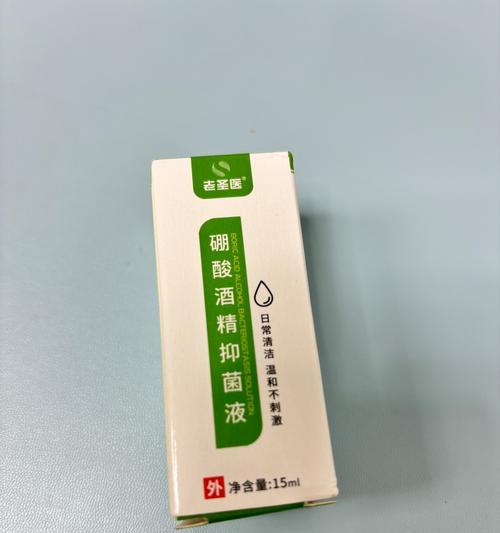 老圣医®
硼酸酒精抑菌液
BORIC ACID ALCOHOL BACTERIOSTASIS SOLUTION
日常清洁 温和不刺激
外 净含量:15ml